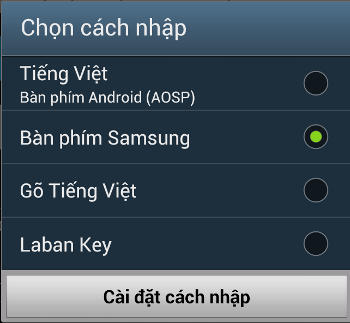 Chọn cách nhập
Tiếng Việt
Bàn phím Android (AOSP)
Bàn phím Samsung
Gõ Tiếng Việt
Laban Key
Cài đặt cách nhập